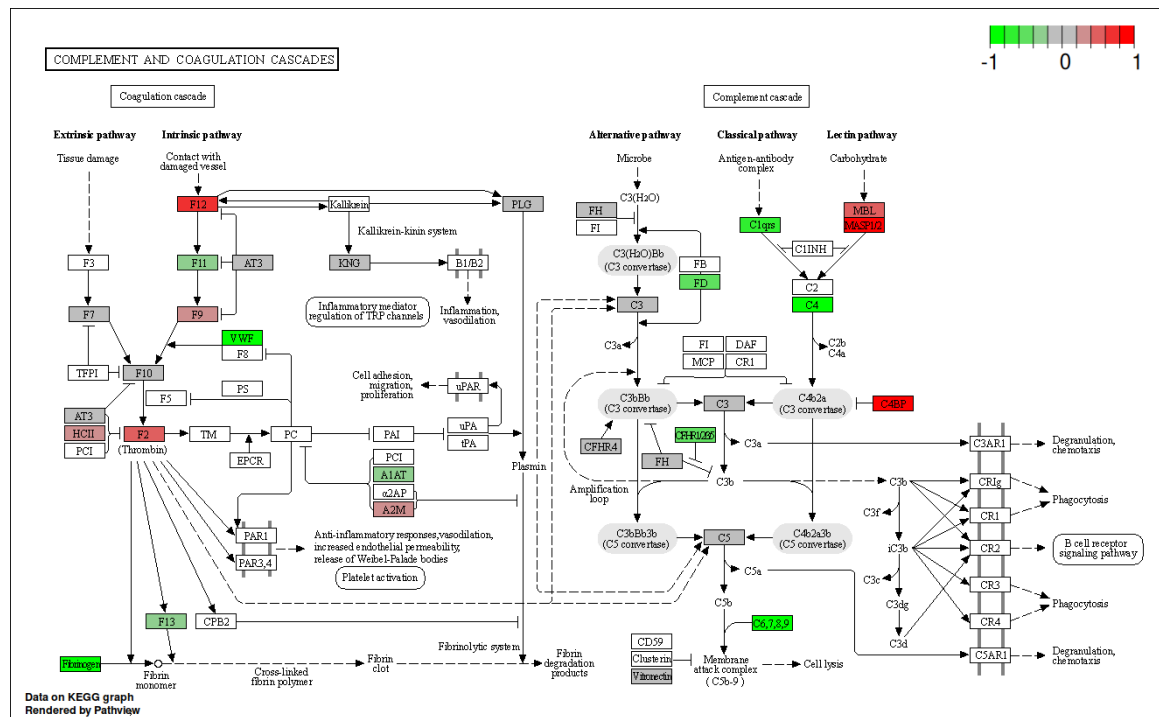 COMPLEMENT AND COAGULATION CASCADES
-1 0 1
Coagulation cascade
Complement cascade
Extrinsic pathway
Intrinsic pathway
Alternative pathway
Classical pathway
Lectin pathway
Tissue damage
Contact with
damaged vessel
Microbe
Antigen-antibody
complex
Carbohydrate
F12
Kallikrein
PLG
C3(H2O)
FH
FI
C1qrs
MBL
MASP1/2
Kallikrein-kinin system
C1INH
F3
F11
AT3
KNG
B1/B2
C3(H2O)Bb
(C3 convertase)
FB
FD
C2
C4
F7
F9
Inflammatory mediator
regulation of TRP channels
Inflammation,
vasodilation
C3
VWF
F8
C3a
FI
DAF
MCP
CR1
C2b
C4a
TFPI
F10
PS
F5
Cell adhesion,
migration,
proliferation
uPAR
C3bBb
(C3 convertase)
C3
C4b2a
(C3 convertase)
C4BP
AT3
HCII
PCI
F2
(Thrombin)
TM
PC
PAI
uPA
tPA
EPCR
Plasmin
CFHR4
FH
CFHR1/2/3/5
C3a
C3AR1
Degranulation,
chemotaxis
PCI
A1AT
α2AP
A2M
Amplification
loop
C3b
C3b
CRIg
Phagocytosis
C3f
CR1
PAR1
PAR3,4
Anti-inflammatory responses, vasodilation,
increased endothelial permeability,
release of Weibel-Palade bodies
Platelet activation
C3bBb3b
(C5 convertase)
C5
C4b2a3b
(C5 convertase)
iC3b
CR2
B cell receptor
signaling pathway
C5a
C3c
CR3
C3dg
Phagocytosis
C5b
F13
CPB2
C6,7,8,9
CR4
C3d
Fibrinolytic system
CD59
Clusterin
Vitronectin
Membrane
attack complex
(C5b-9)
Cell lysis
C5AR1
Degranulation,
chemotaxis
Fibrinogen
Fibrin
monomer
Cross-linked
fibrin polymer
Fibrin
clot
Fibrin
degradation
products
Data on KEGG graph
Rendered by Pathview